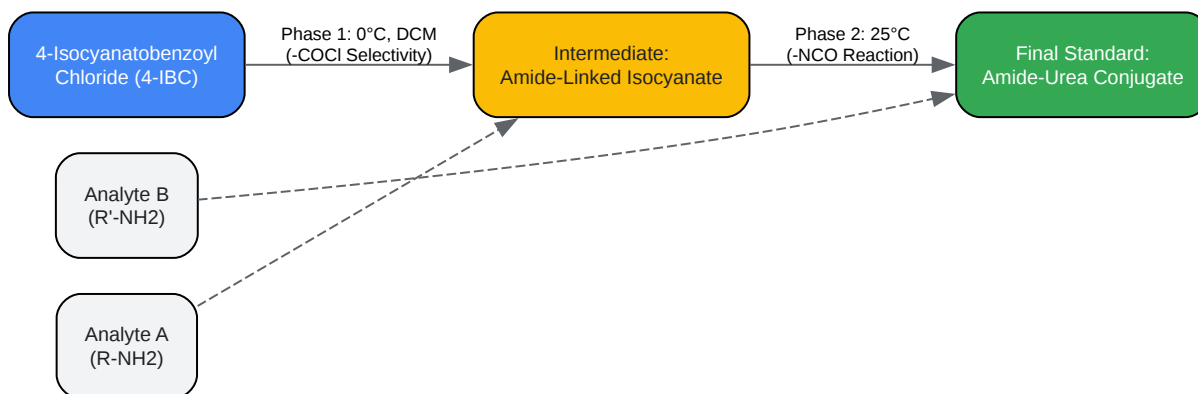 4-Isocyanatobenzoyl
Chloride (4-IBC)
Phase 1: 0°C, DCM
(-COCl Selectivity)
Intermediate:
Amide-Linked Isocyanate
Phase 2: 25°C
(-NCO Reaction)
Final Standard:
Amide-Urea Conjugate
Analyte B
(R'-NH2)
Analyte A
(R-NH2)